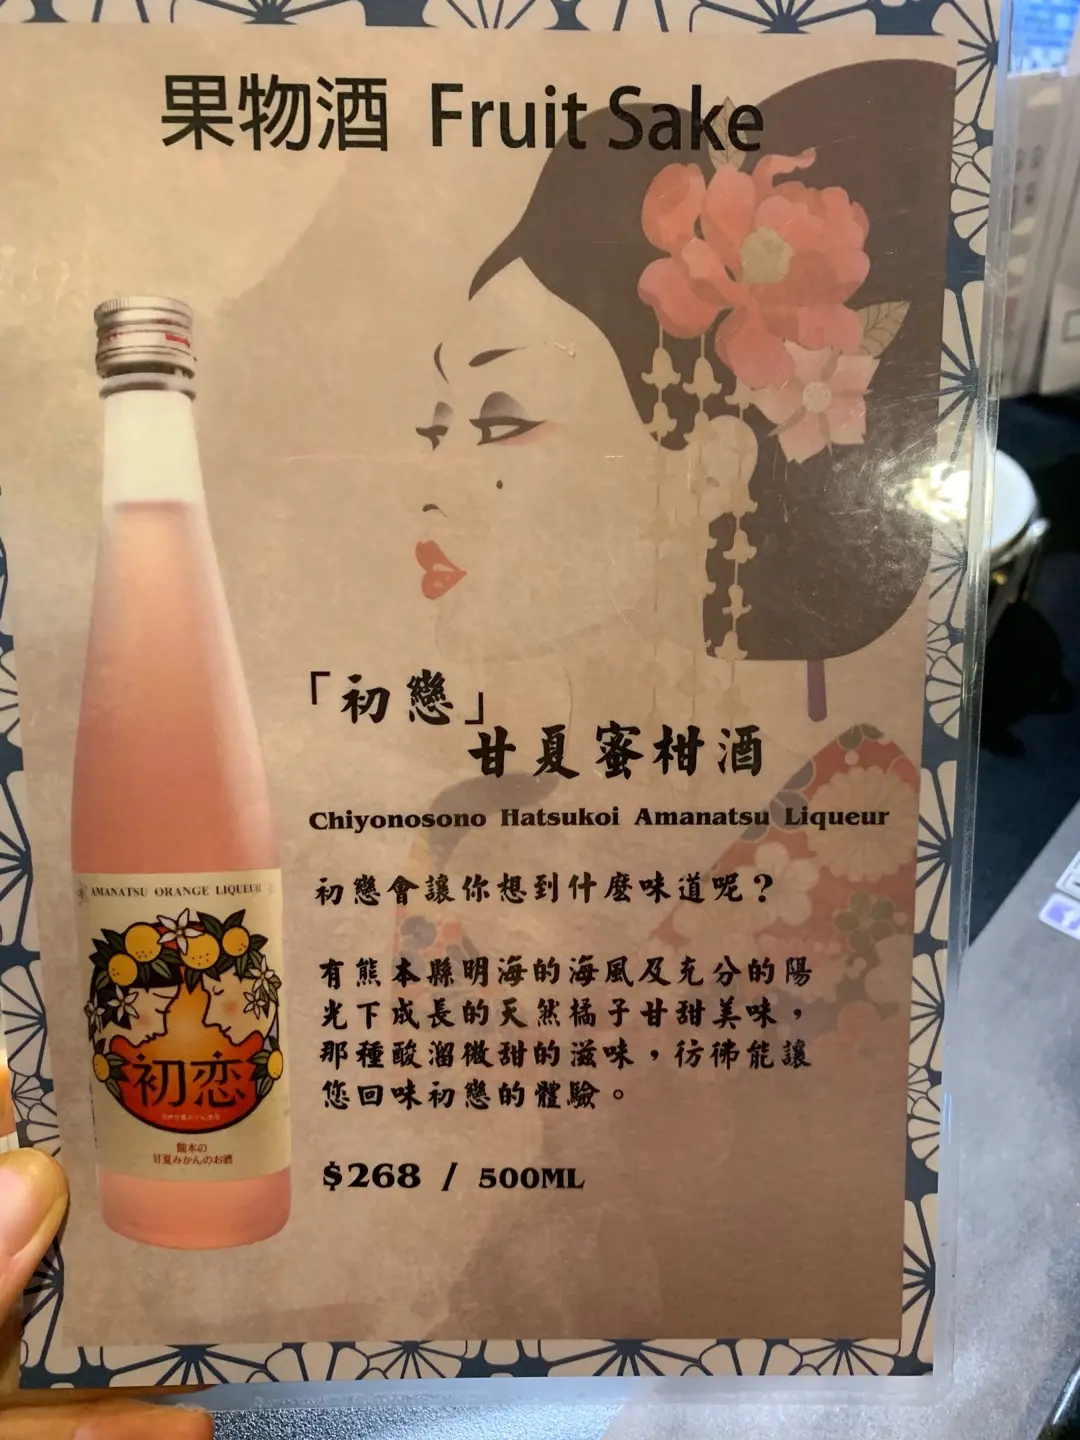 果物酒 Fruit Sake
「初戀」
甘夏蜜柑酒
Chiyonosono Hatsukoi Amanatsu Liqueur
初戀會讓你想到什麼味道呢？
有熊本縣明海的海風及充分的陽
光下成長的天然橘子甘甜美味，
那種酸溜微甜的滋味，彷彿能讓
您回味初戀的體驗。
$268 / 500ML
AMANATSU ORANGE LIQUEUR
初恋
熊本の
甘夏みかんのお酒